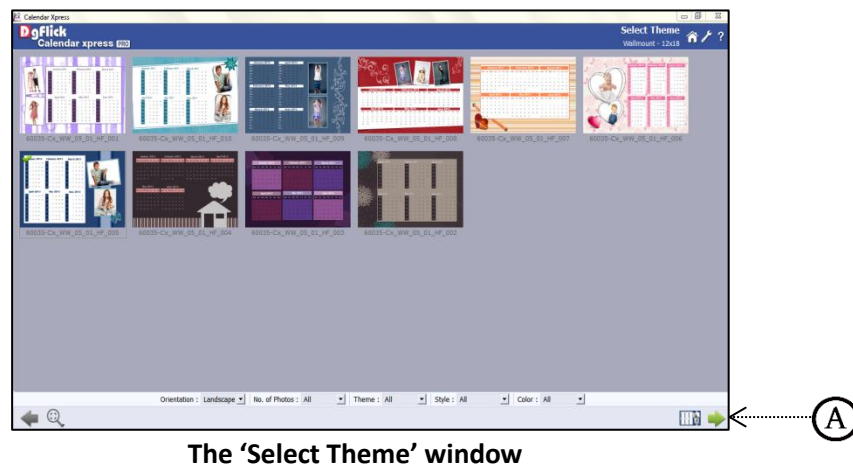 Calendar Xpress
DgFlick
Calendar xpress PRO
Select Theme
Wallmount - 12x18
?
60035-Cx_WW_05_01_HF_001
60035-Cx_WW_05_01_HF_010
60035-Cx_WW_05_01_HF_009
60035-Cx_WW_05_01_HF_008
60035-Cx_WW_05_01_HF_007
60035-Cx_WW_05_01_HF_006
60035-Cx_WW_05_01_HF_005
60035-Cx_WW_05_01_HF_004
60035-Cx_WW_05_01_HF_003
60035-Cx_WW_05_01_HF_002
Orientation : Landscape No. of Photos : All Theme : All Style : All Color : All
A
The ‘Select Theme’ window